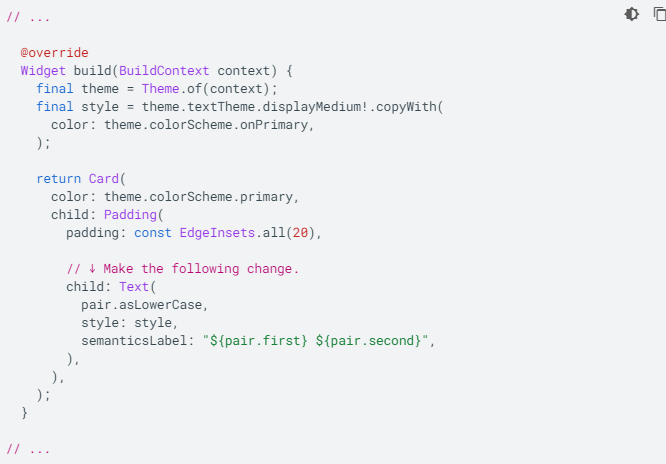 // ...
@override
Widget build(BuildContext context) {
final theme = Theme.of(context);
final style = theme.textTheme.displayMedium!.copyWith(
color: theme.colorScheme.onPrimary,
);
return Card(
color: theme.colorScheme.primary,
child: Padding(
padding: const EdgeInsets.all(20),
// ↓ Make the following change.
child: Text(
pair.asLowerCase,
style: style,
semanticsLabel: "${pair.first} ${pair.second}",
),
),
);
}
// ...